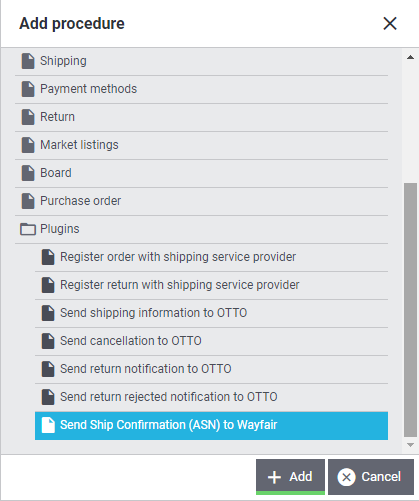 Add procedure
Shipping
Payment methods
Return
Market listings
Board
Purchase order
Plugins
Register order with shipping service provider
Register return with shipping service provider
Send shipping information to OTTO
Send cancellation to OTTO
Send return notification to OTTO
Send return rejected notification to OTTO
Send Ship Confirmation (ASN) to Wayfair
Add
Cancel